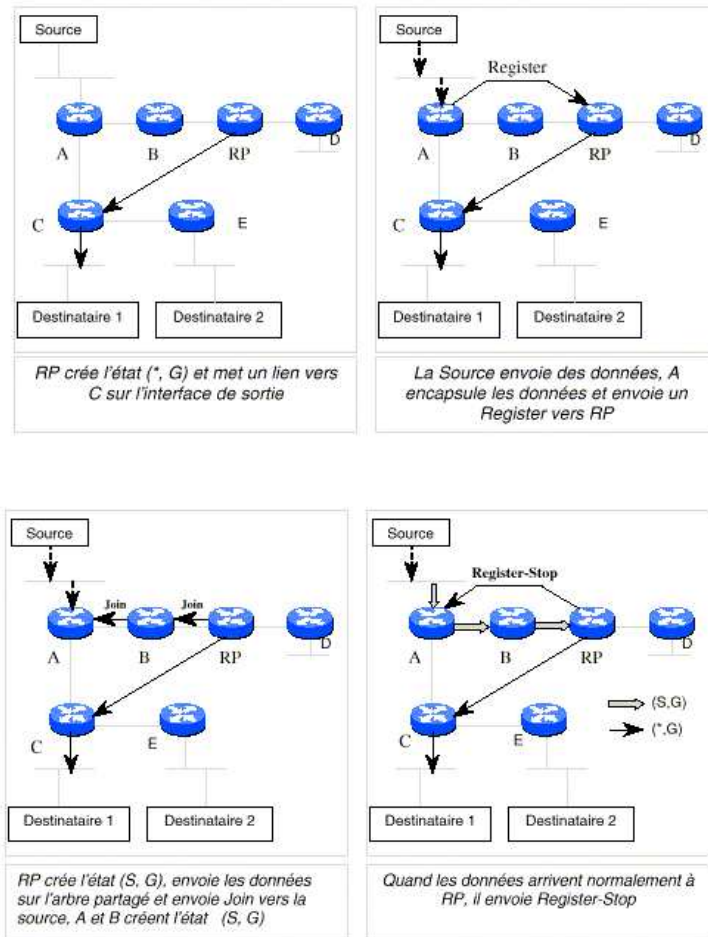 Source
A
B
RP
D
C
E
Destinataire 1
Destinataire 2
RP crée l'état (*, G) et met un lien vers
C sur l'interface de sortie
Source
Register
A
B
RP
D
C
E
Destinataire 1
Destinataire 2
La Source envoie des données, A
encapsule les données et envoie un
Register vers RP
Source
Join
Join
A
B
RP
D
C
E
Destinataire 1
Destinataire 2
RP crée l'état (S, G), envoie les données
sur l'arbre partagé et envoie Join vers la
source, A et B créent l'état (S, G)
Source
Register-Stop
A
B
RP
D
(S,G)
C
E
(*,G)
Destinataire 1
Destinataire 2
Quand les données arrivent normalement à
RP, il envoie Register-Stop